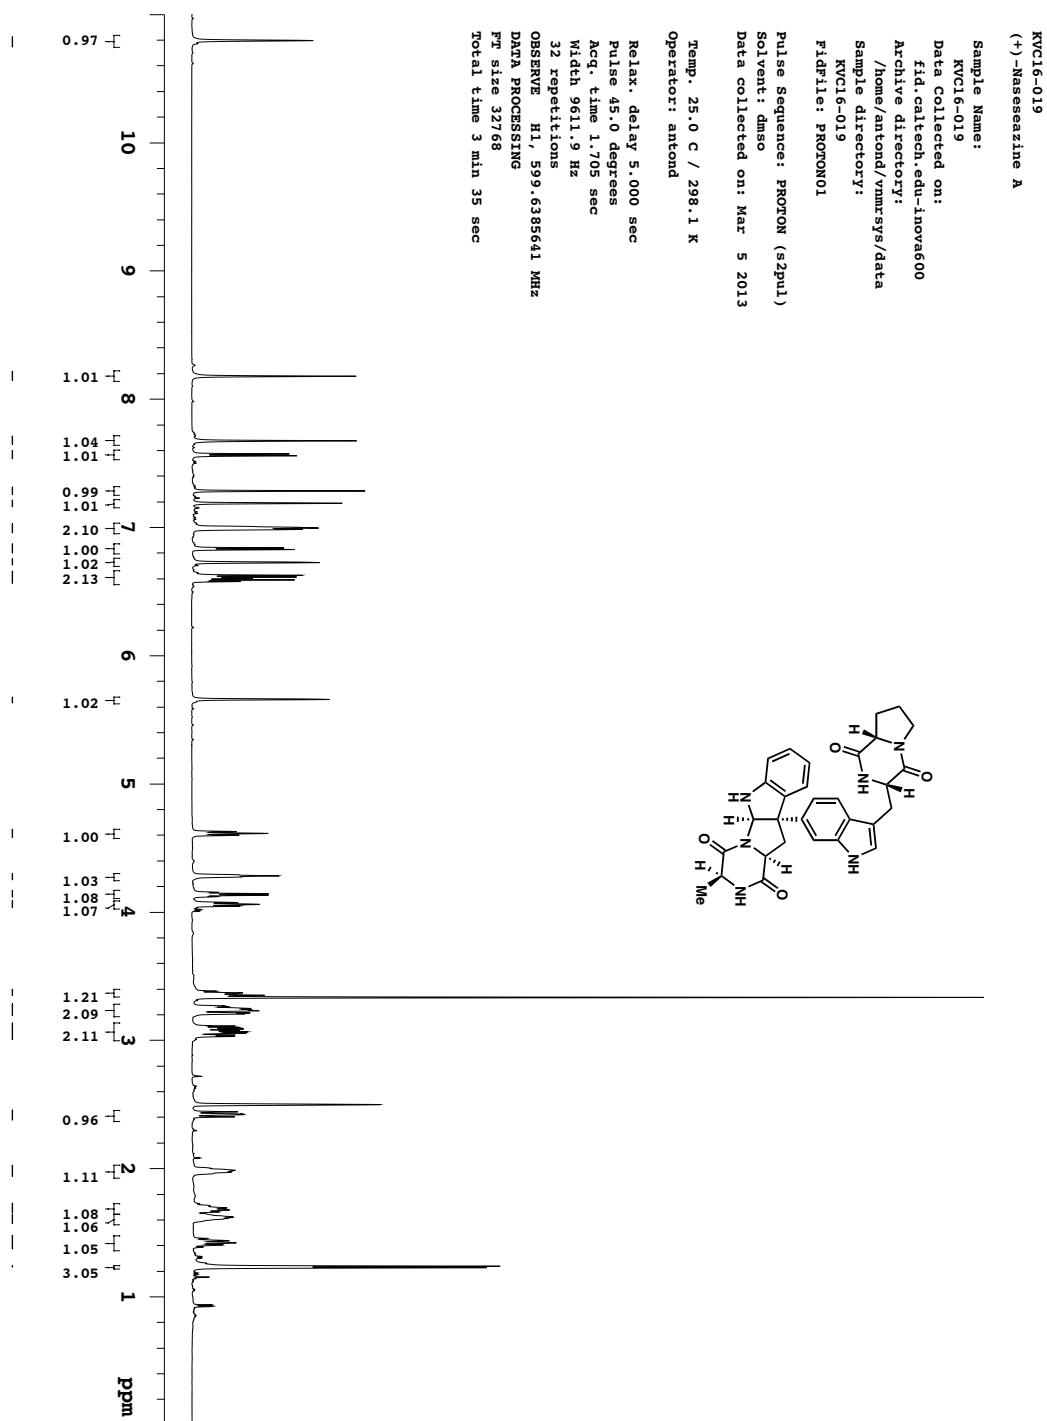 KVC16-019
(+)-Naseseazine A
Sample Name:
KVC16-019
Data Collected on:
fid.caltech.edu-inova600
Archive directory:
/home/antond/vnmrsys/data
Sample directory:
KVC16-019
FidFile: PROTON01
Pulse Sequence: PROTON (s2pul)
Solvent: dmso
Data collected on: Mar 5 2013
Temp. 25.0 C / 298.1 K
Operator: antond
Relax. delay 5.000 sec
Pulse 45.0 degrees
Acq. time 1.705 sec
Width 9611.9 Hz
32 repetitions
OBSERVE H1, 599.6385641 MHz
DATA PROCESSING
FT size 32768
Total time 3 min 35 sec
H
N
O
O
NH
H
HN
H
N
O
H
NH
H
O
NH
Me
10
9
8
7
6
5
4
3
2
1
ppm
0.97
1.01
1.04
1.01
0.99
1.01
2.10
1.00
1.02
2.13
1.02
1.00
1.03
1.08
1.07
1.21
2.09
2.11
0.96
1.11
1.08
1.06
1.05
3.05